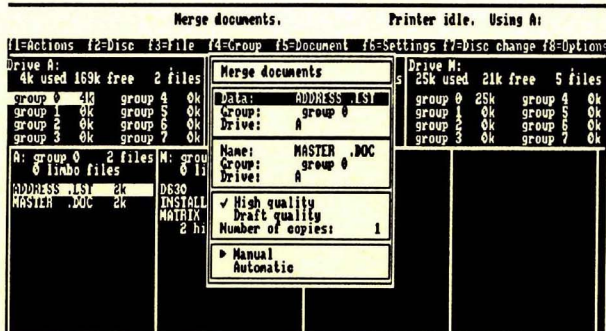 Merge documents. Printer idle. Using A:
f1=Actions f2=Disc f3=File f4=Group f5=Document f6=Settings f7=Disc change f8=Options
Drive A:
4k used 169k free 2 files
group 0 4k group 4 0k
group 1 0k group 5 0k
group 2 0k group 6 0k
group 3 0k group 7 0k
Merge documents
Data: ADDRESS .LST
Group: group 0
Drive: A
Name: MASTER .DOC
Group: group 0
Drive: A
✓ High quality
Draft quality
Number of copies: 1
▶ Manual
Automatic
s
Drive M:
25k used 21k free 5 files
group 0 25k group 4 0k
group 1 0k group 5 0k
group 2 0k group 6 0k
group 3 0k group 7 0k
A: group 0 2 files
0 limbo files
ADDRESS .LST 2k
MASTER .DOC 2k
M: grou
0 li
D630
INSTALL
MATRIX
2 hi